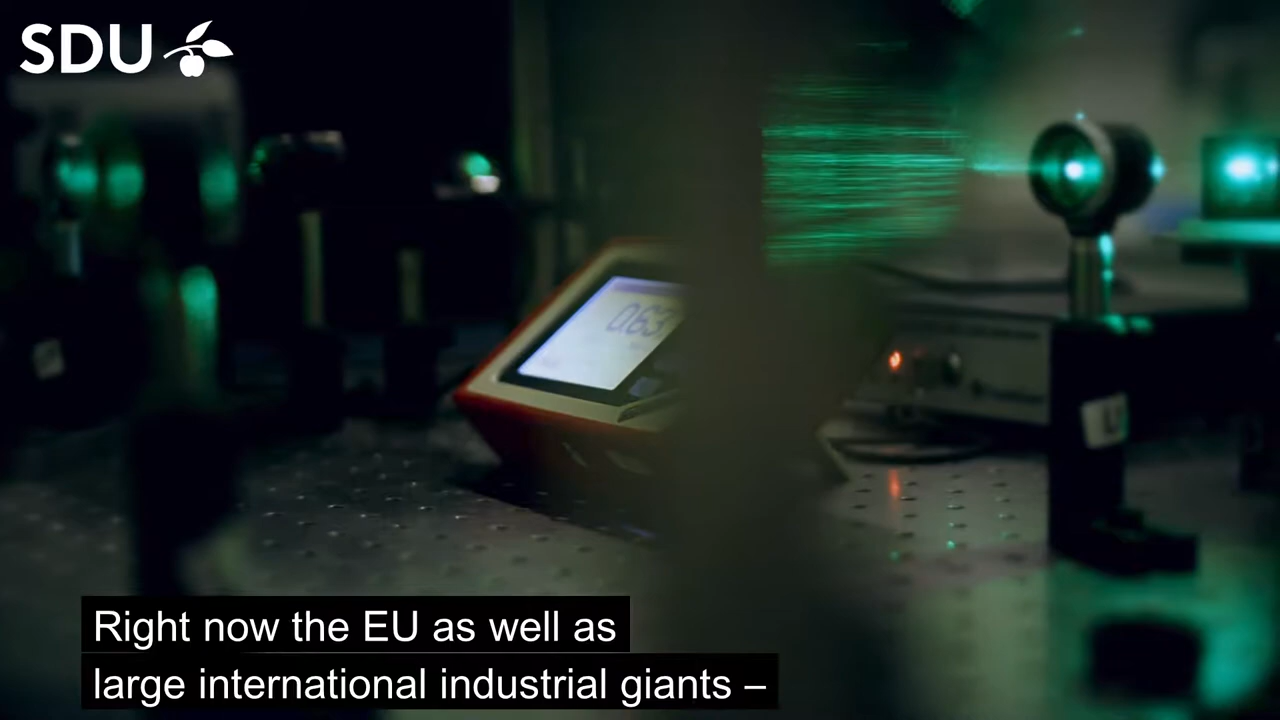 SDU
Right now the EU as well as
large international industrial giants –